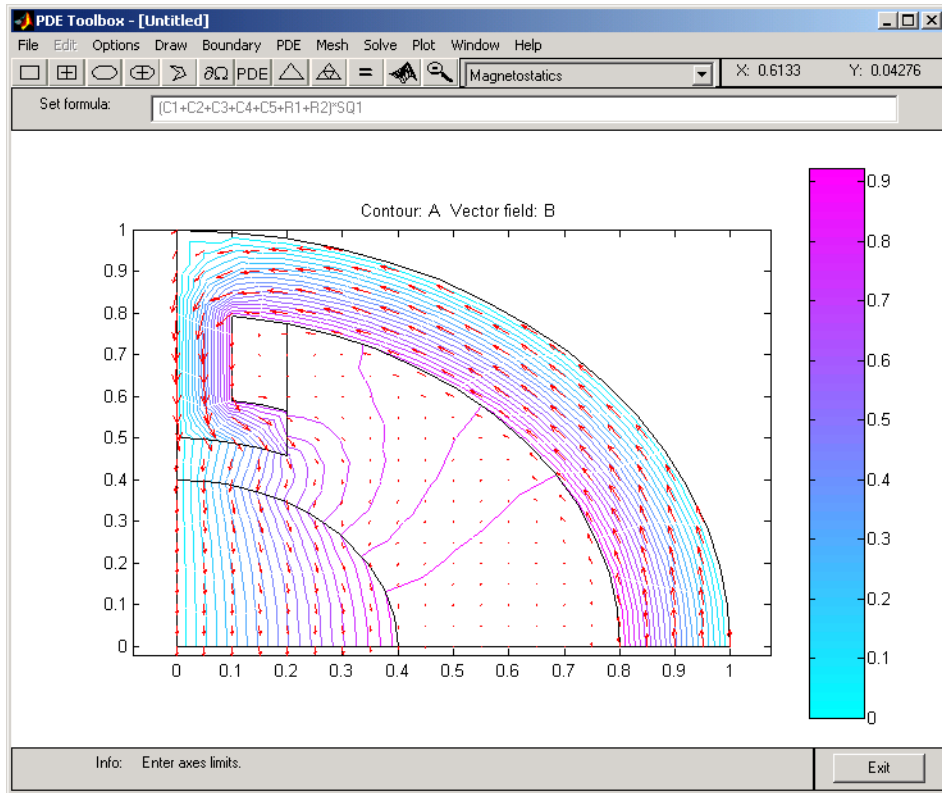 PDE Toolbox - [Untitled]
File Edit Options Draw Boundary PDE Mesh Solve Plot Window Help
∂Ω PDE = Magnetostatics X: 0.6133 Y: 0.04276
Set formula: (C1+C2+C3+C4+C5+R1+R2)*SQ1
Contour: A Vector field: B
1
0.9
0.8
0.7
0.6
0.5
0.4
0.3
0.2
0.1
0
0 0.1 0.2 0.3 0.4 0.5 0.6 0.7 0.8 0.9 1
0.9
0.8
0.7
0.6
0.5
0.4
0.3
0.2
0.1
0
Info: Enter axes limits.
Exit